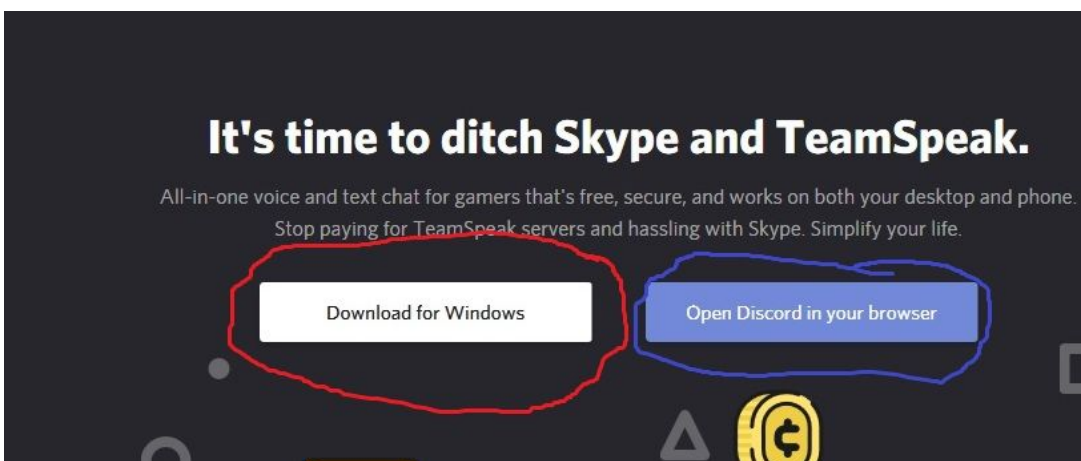 It's time to ditch Skype and TeamSpeak.
All-in-one voice and text chat for gamers that's free, secure, and works on both your desktop and phone.
Stop paying for TeamSpeak servers and hassling with Skype. Simplify your life.
Download for Windows
Open Discord in your browser